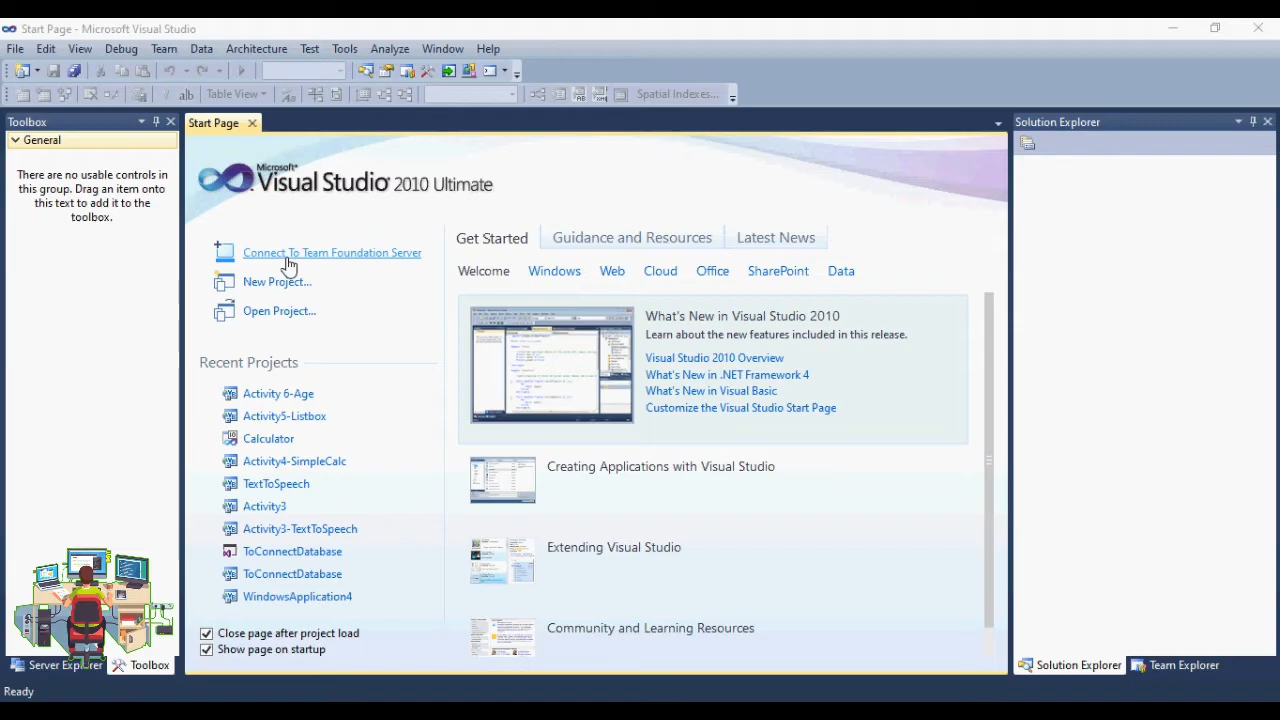 Start Page - Microsoft Visual Studio
File Edit View Debug Team Data Architecture Test Tools Analyze Window Help
Table View Spatial Indexes...
Toolbox
General
There are no usable controls in
this group. Drag an item onto
this text to add it to the
toolbox.
Server Explorer Toolbox
Start Page
Microsoft®
Visual Studio® 2010 Ultimate
Connect To Team Foundation Server
New Project...
Open Project...
Recent Projects
Activity 6-Age
Activity5-Listbox
Calculator
Activity4-SimpleCalc
TextToSpeech
Activity3
Activity3-TextToSpeech
ToConnectDatabase
ToConnectDatabase
WindowsApplication4
Close page after project load
Show page on startup
Get Started Guidance and Resources Latest News
Welcome Windows Web Cloud Office SharePoint Data
What's New in Visual Studio 2010
Learn about the new features included in this release.
Visual Studio 2010 Overview
What's New in .NET Framework 4
What's New in Visual Basic
Customize the Visual Studio Start Page
Creating Applications with Visual Studio
Extending Visual Studio
Community and Learning Resources
Solution Explorer
Solution Explorer Team Explorer
Ready